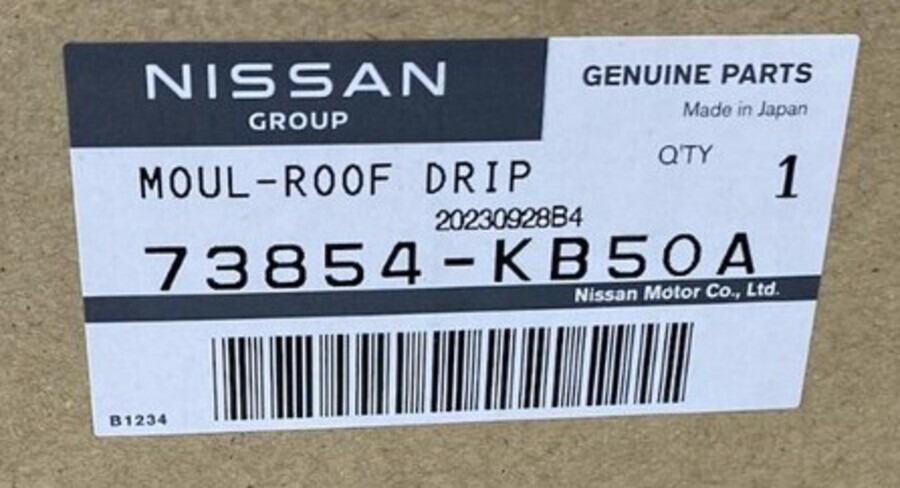 NISSAN
GROUP
GENUINE PARTS
Made in Japan
MOUL-ROOF DRIP
Q'TY 1
20230928B4
73854-KB50A
Nissan Motor Co., Ltd.
B1234